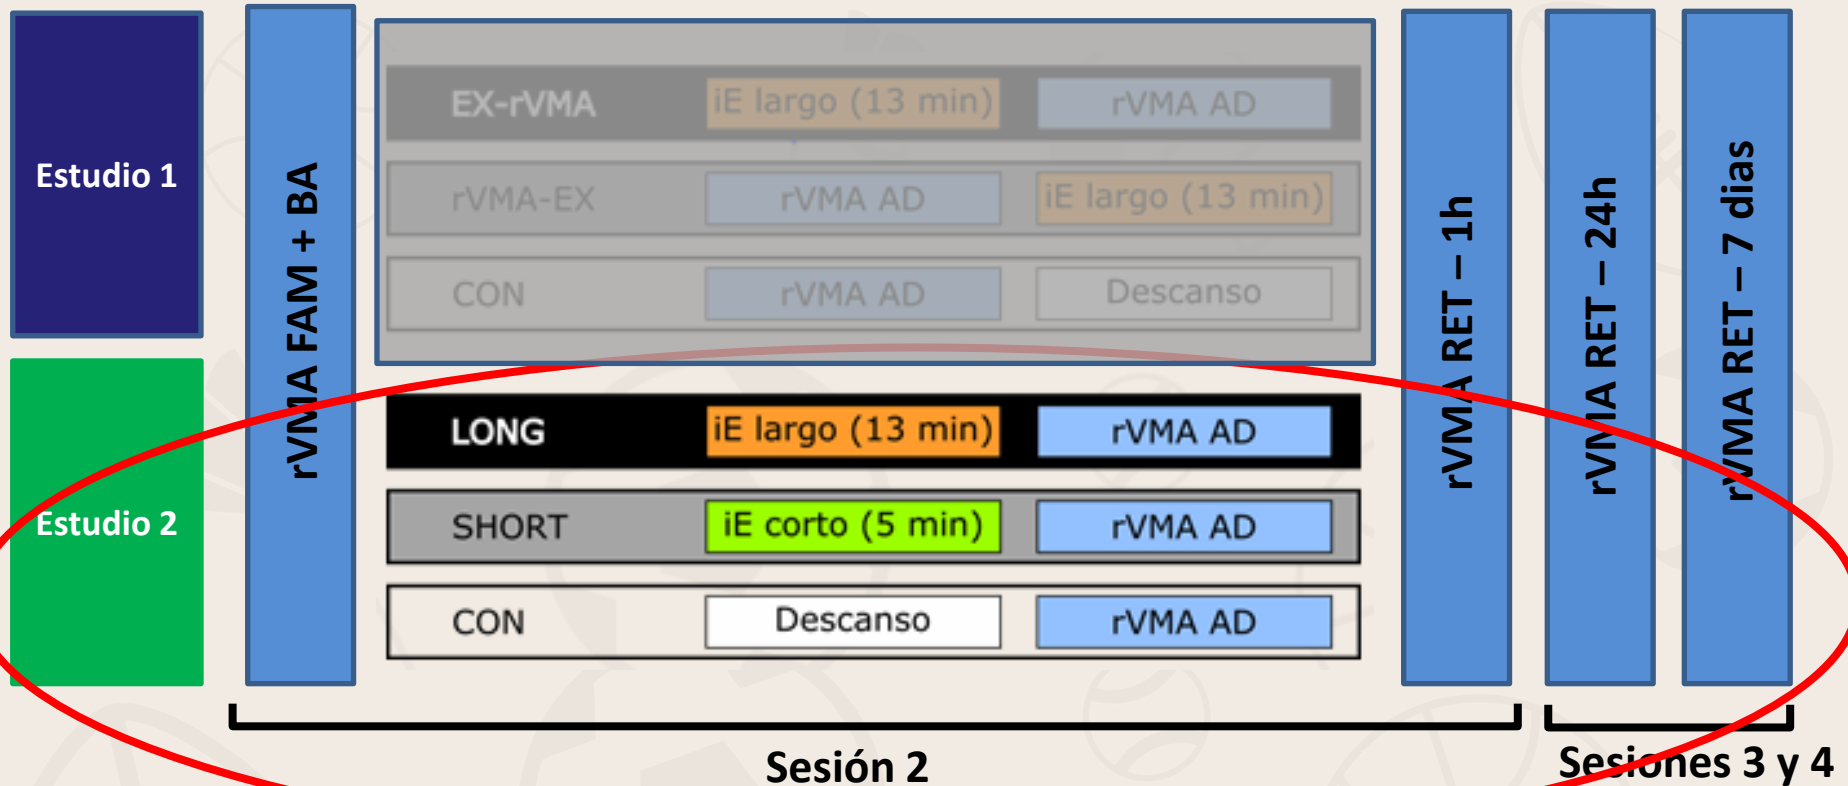 Estudio 1
rVMA FAM + BA
EX-rVMA iE largo (13 min) rVMA AD
rVMA-EX rVMA AD iE largo (13 min)
CON rVMA AD Descanso
Estudio 2
LONG iE largo (13 min) rVMA AD
SHORT iE corto (5 min) rVMA AD
CON Descanso rVMA AD
rVMA RET – 1h
rVMA RET – 24h
rVMA RET – 7 dias
Sesión 2
Sesiones 3 y 4